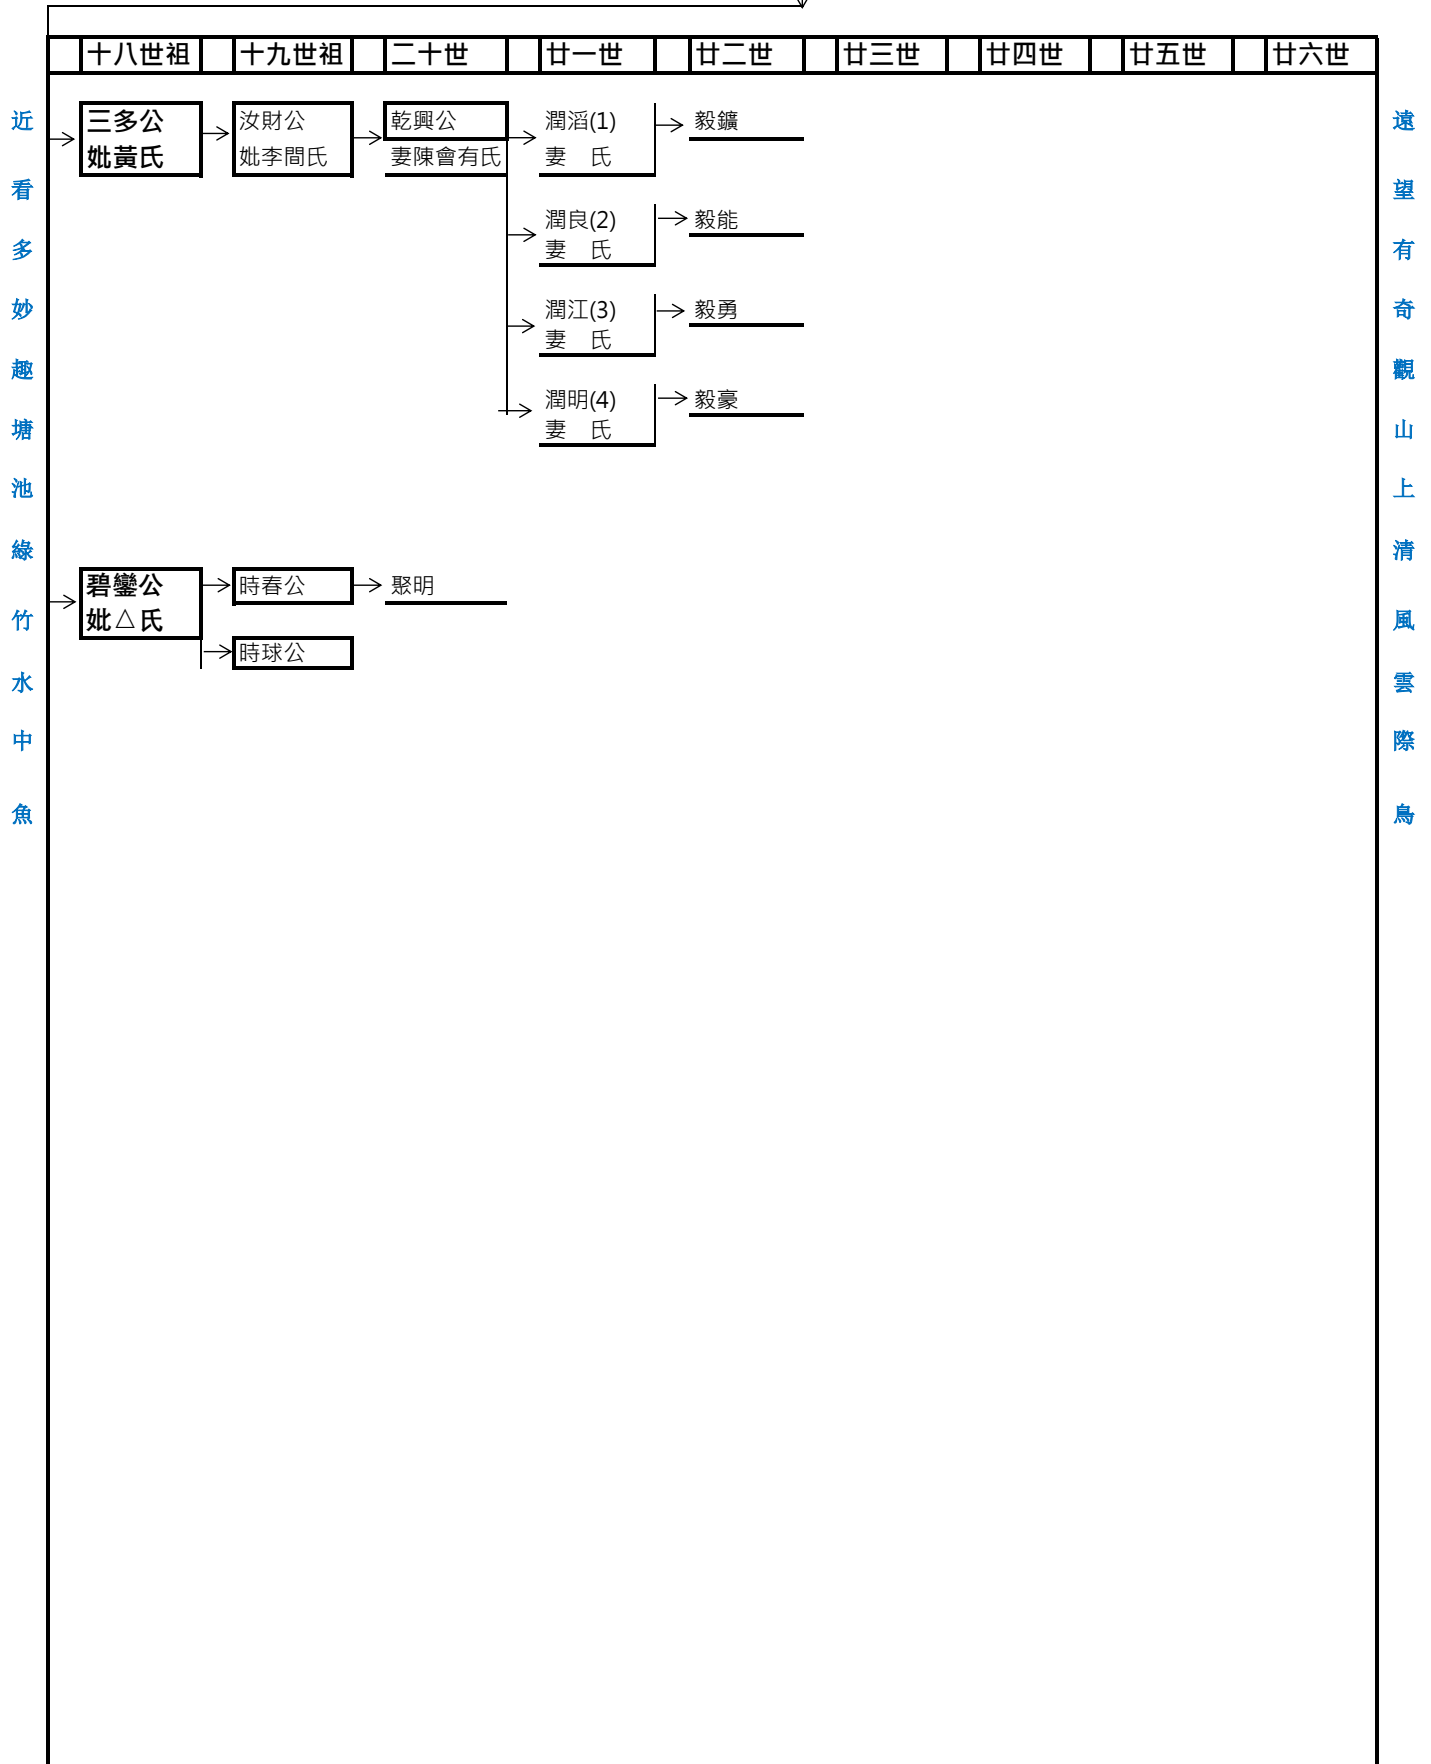 十八世祖 十九世祖 二十世 廿一世 廿二世 廿三世 廿四世 廿五世 廿六世
三多公 汝財公 乾興公 潤滔(1) 毅鑛
妣黃氏 妣李間氏 妻陳會有氏 妻 氏
潤良(2) 毅能
妻 氏
潤江(3) 毅勇
妻 氏
潤明(4) 毅豪
妻 氏
碧鑾公 時春公 聚明
妣△氏
時球公
遠望有奇觀山上清風雲際鳥
近看多妙趣塘池綠竹水中魚